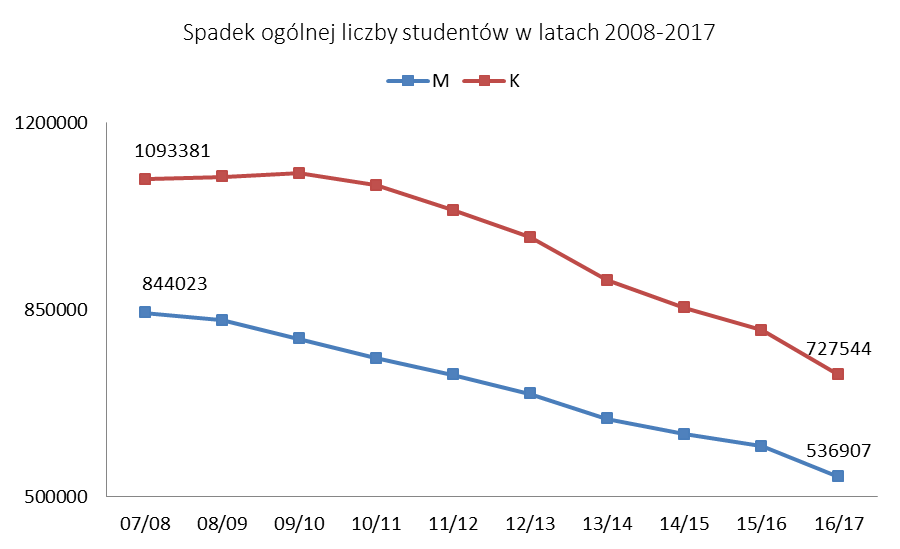 Spadek ogólnej liczby studentów w latach 2008-2017
M K
1200000
1093381
844023
850000
727544
536907
500000
07/08 08/09 09/10 10/11 11/12 12/13 13/14 14/15 15/16 16/17